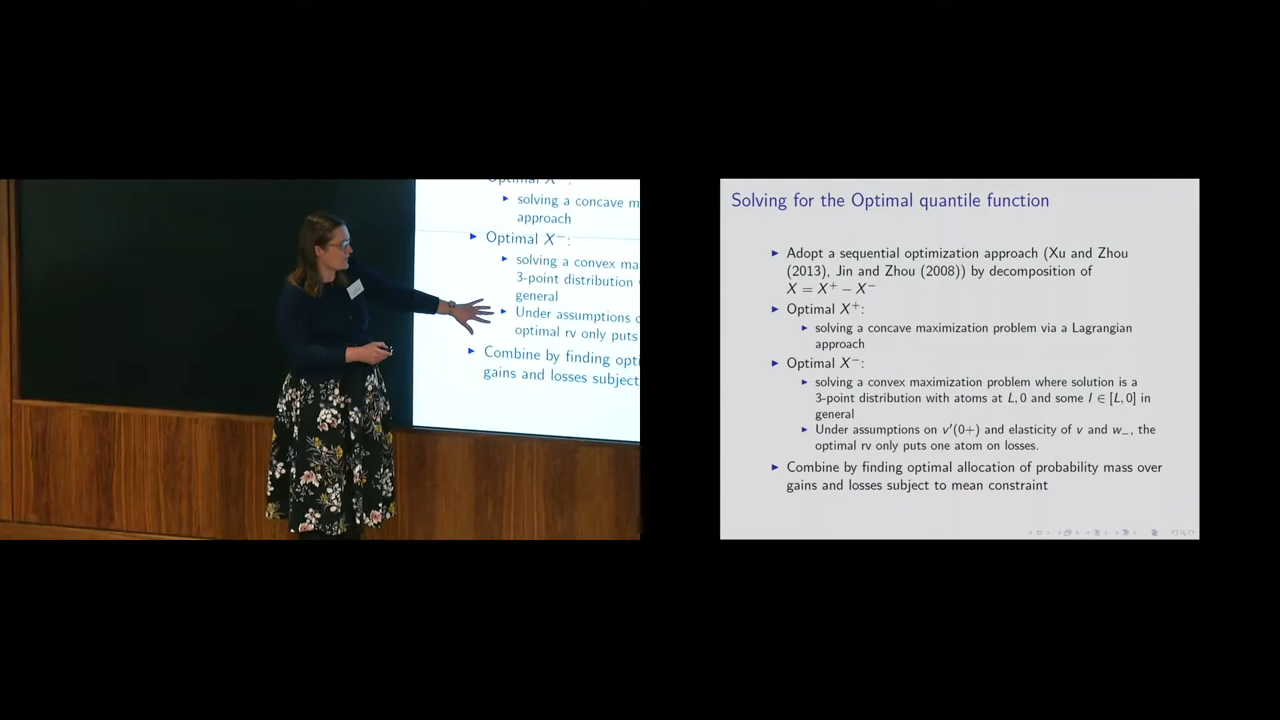 Optimal X⁻:
solving a concave m
approach
Optimal X⁻:
solving a convex ma
3-point distribution
general
Under assumptions
optimal rv only puts
Combine by finding opti
gains and losses subject
Solving for the Optimal quantile function
Adopt a sequential optimization approach (Xu and Zhou
(2013), Jin and Zhou (2008)) by decomposition of
X = X⁺ − X⁻
Optimal X⁺:
solving a concave maximization problem via a Lagrangian
approach
Optimal X⁻:
solving a convex maximization problem where solution is a
3-point distribution with atoms at L, 0 and some l ∈ [L, 0] in
general
Under assumptions on v′(0+) and elasticity of v and w₋, the
optimal rv only puts one atom on losses.
Combine by finding optimal allocation of probability mass over
gains and losses subject to mean constraint